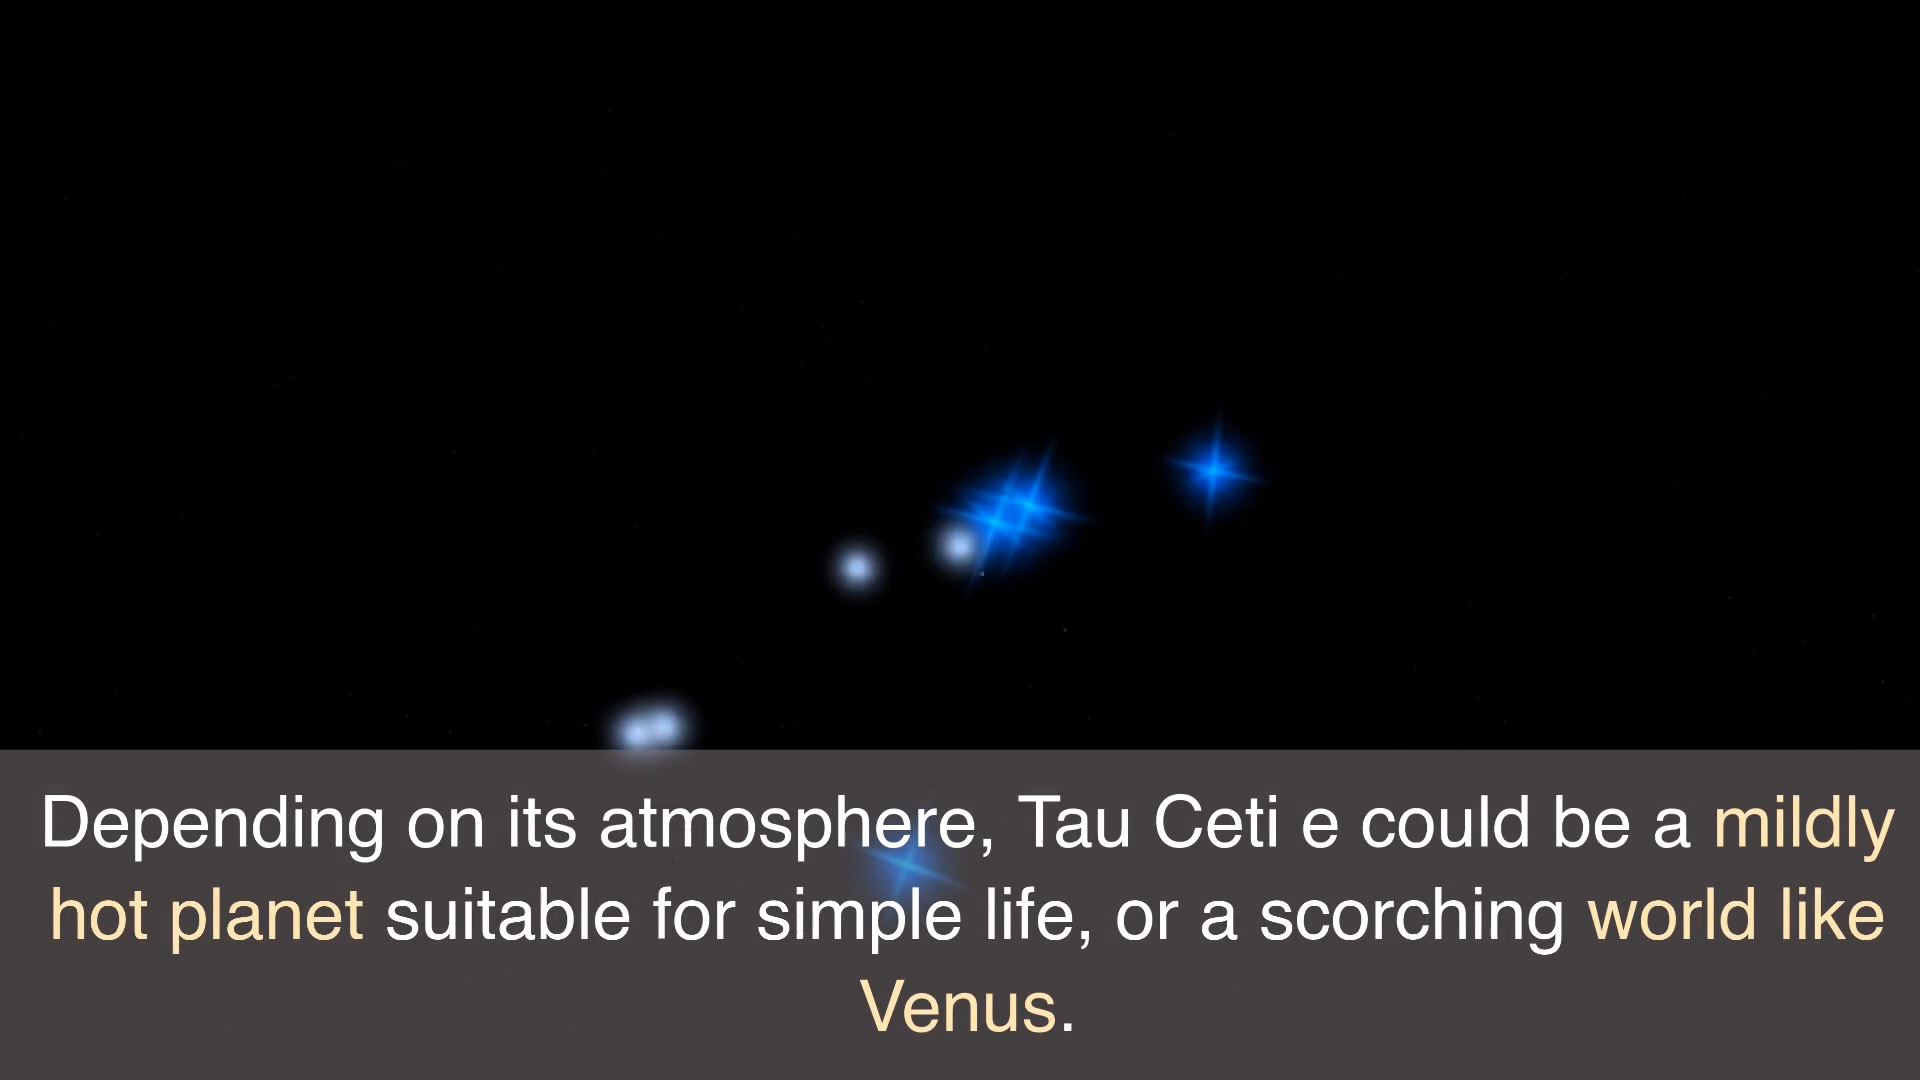 Depending on its atmosphere, Tau Ceti e could be a mildly
hot planet suitable for simple life, or a scorching world like
Venus.